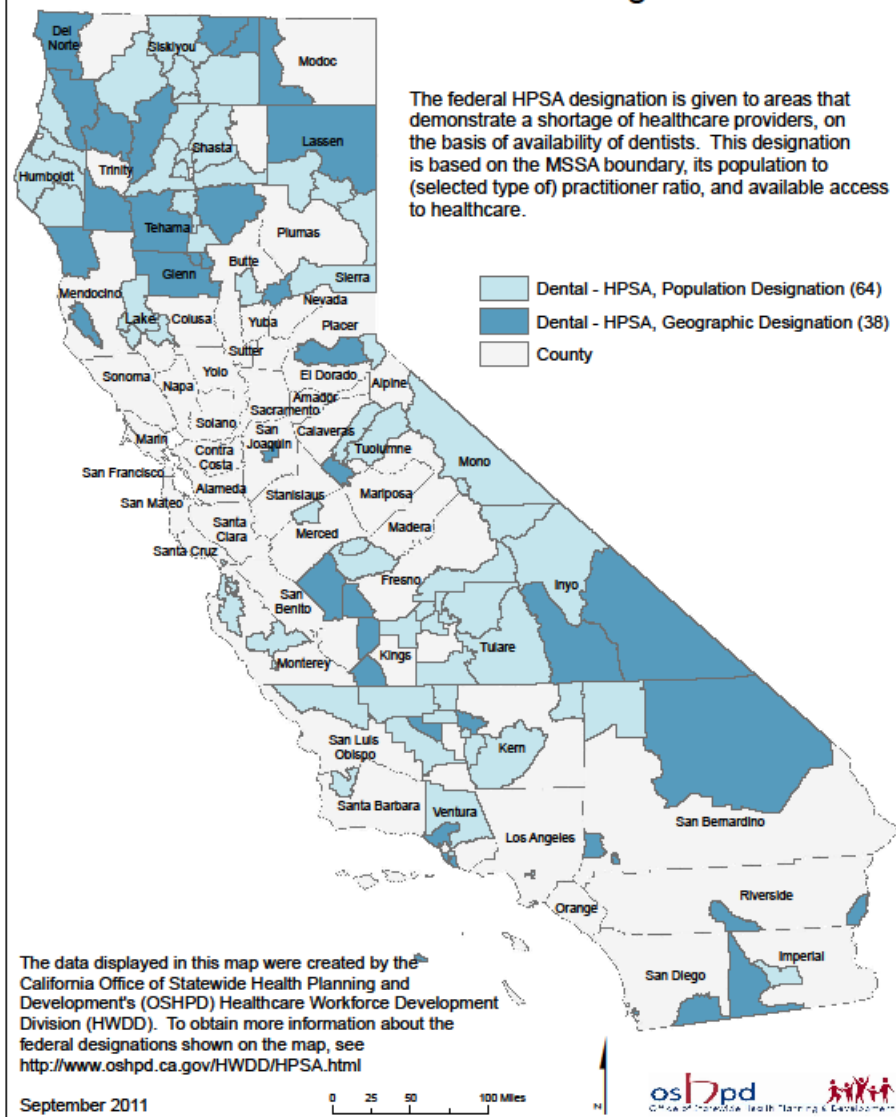 Del
Norte
Siskiyou
Modoc
The federal HPSA designation is given to areas that
demonstrate a shortage of healthcare providers, on
the basis of availability of dentists.  This designation
is based on the MSSA boundary, its population to
(selected type of) practitioner ratio, and available access
to healthcare.
Shasta
Lassen
Trinity
Humboldt
Tehama
Plumas
Butte
Glenn
Sierra
Dental - HPSA, Population Designation (64)
Mendocino
Nevada
Lake
Colusa
Yuba
Placer
Dental - HPSA, Geographic Designation (38)
Sutter
County
Sonoma
Yolo
El Dorado
Napa
Alpine
Amador
Sacramento
Solano
San
Joaquin
Calaveras
Marin
Contra
Costa
Tuolumne
Mono
San Francisco
Alameda
Stanislaus
Mariposa
San Mateo
Santa
Clara
Merced
Madera
Santa Cruz
Fresno
Inyo
San
Benito
Tulare
Monterey
Kings
San Luis
Obispo
Kern
Santa Barbara
Ventura
San Bernardino
Los Angeles
Riverside
Orange
Imperial
San Diego
The data displayed in this map were created by the
California Office of Statewide Health Planning and
Development's (OSHPD) Healthcare Workforce Development
Division (HWDD).  To obtain more information about the
federal designations shown on the map, see
http://www.oshpd.ca.gov/HWDD/HPSA.html
September 2011
0 25 50 100 Miles
N
oshpd
Office of Statewide Health Planning & Development